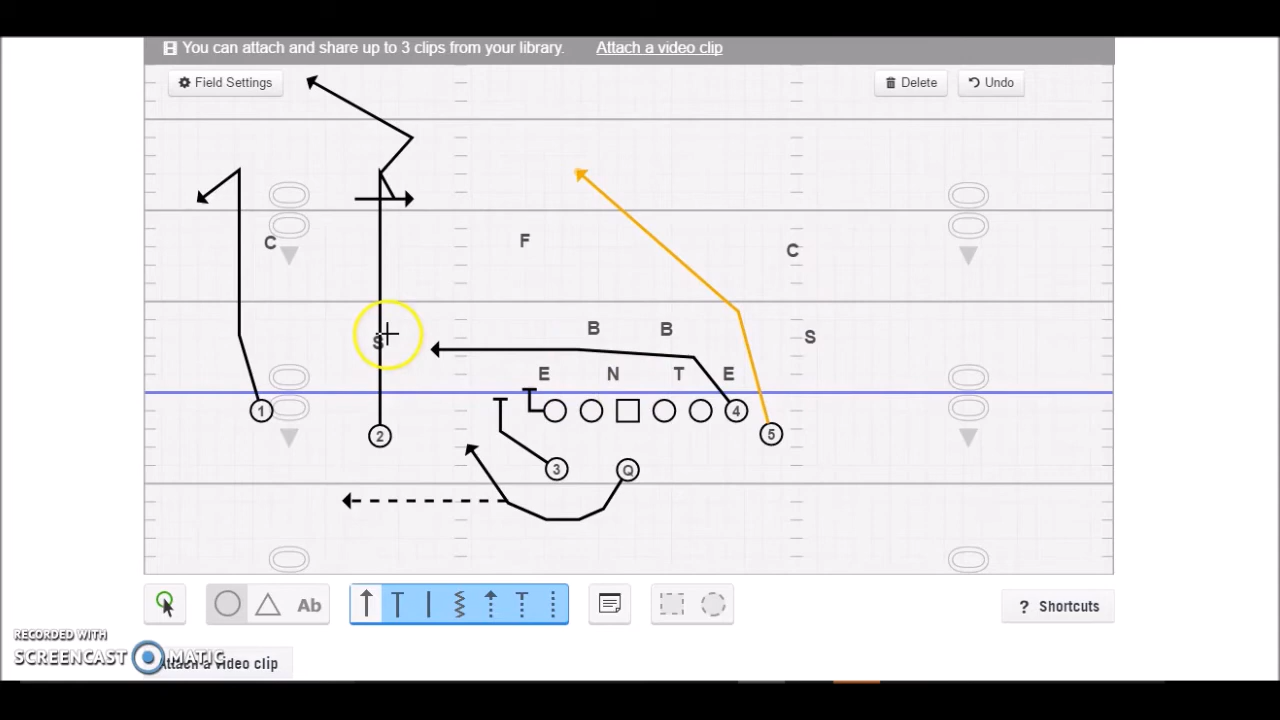 You can attach and share up to 3 clips from your library. Attach a video clip
Field Settings
Delete
Undo
C
F
C
S
B
B
S
E
N
T
E
1
2
4
5
3
Q
Ab
? Shortcuts
RECORDED WITH
SCREENCAST MATIC
Attach a video clip